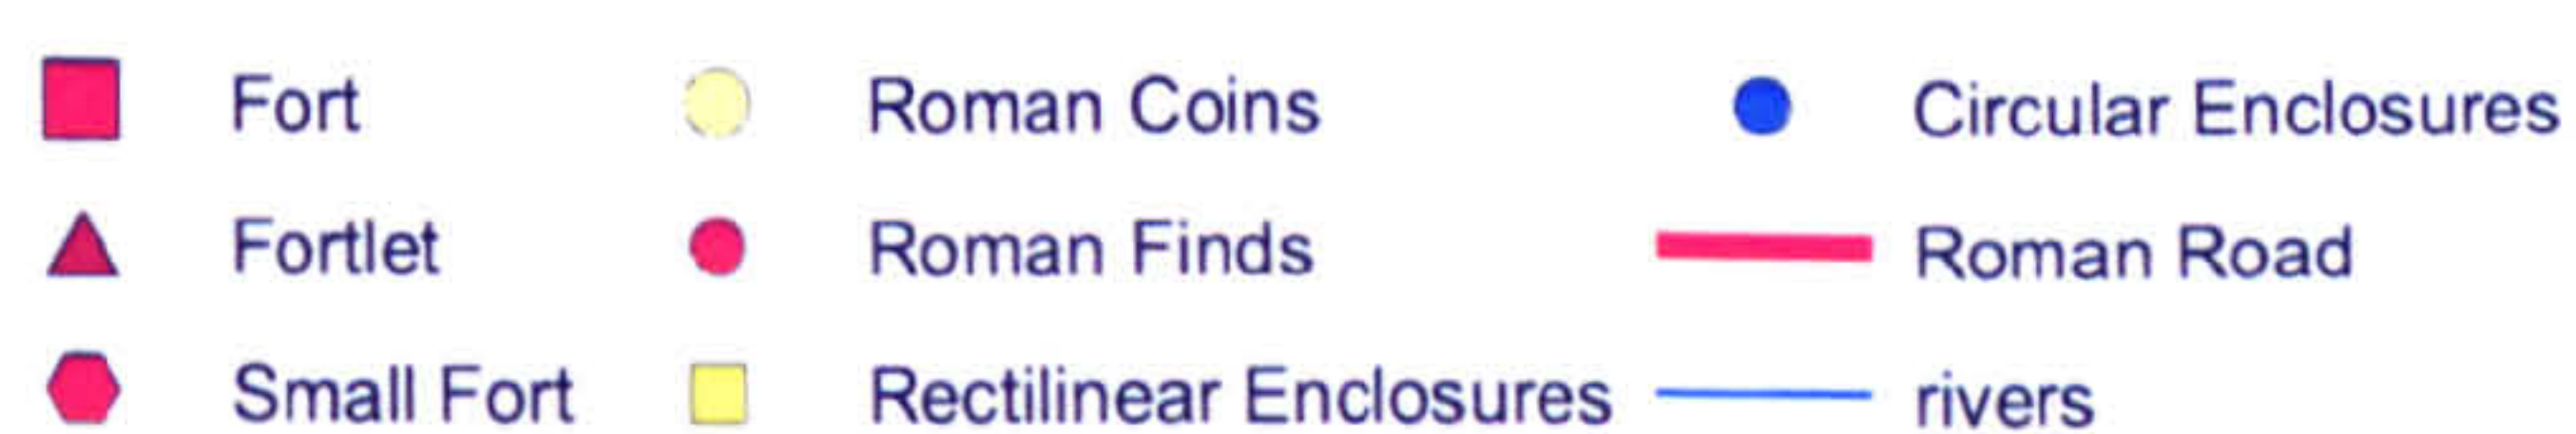 Fort Roman Coins Circular Enclosures
Fortlet Roman Finds Roman Road
Small Fort Rectilinear Enclosures rivers